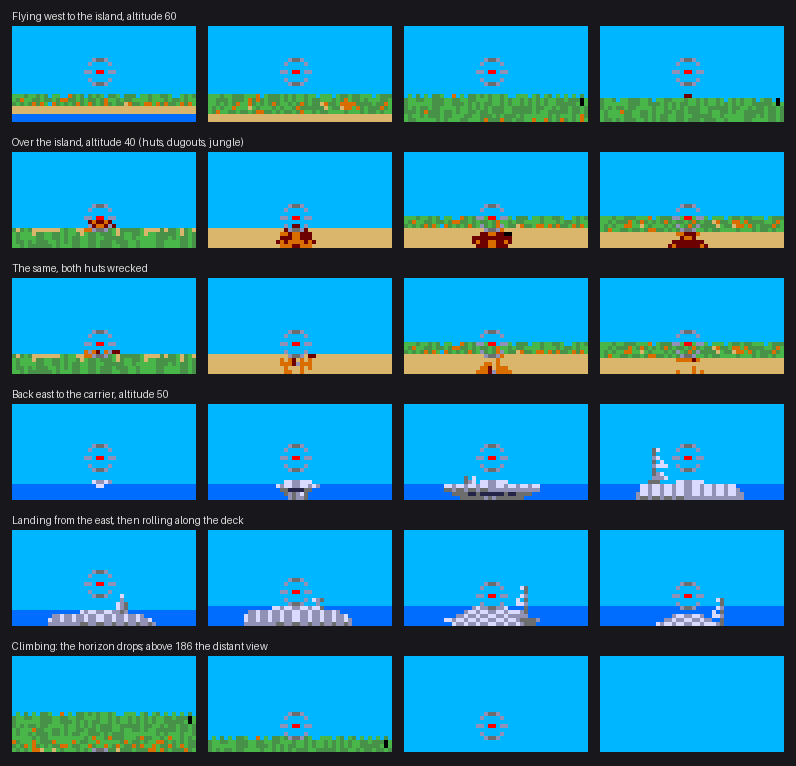 Flying west to the island, altitude 60
Over the island, altitude 40 (huts, dugouts, jungle)
The same, both huts wrecked
Back east to the carrier, altitude 50
Landing from the east, then rolling along the deck
Climbing: the horizon drops; above 186 the distant view